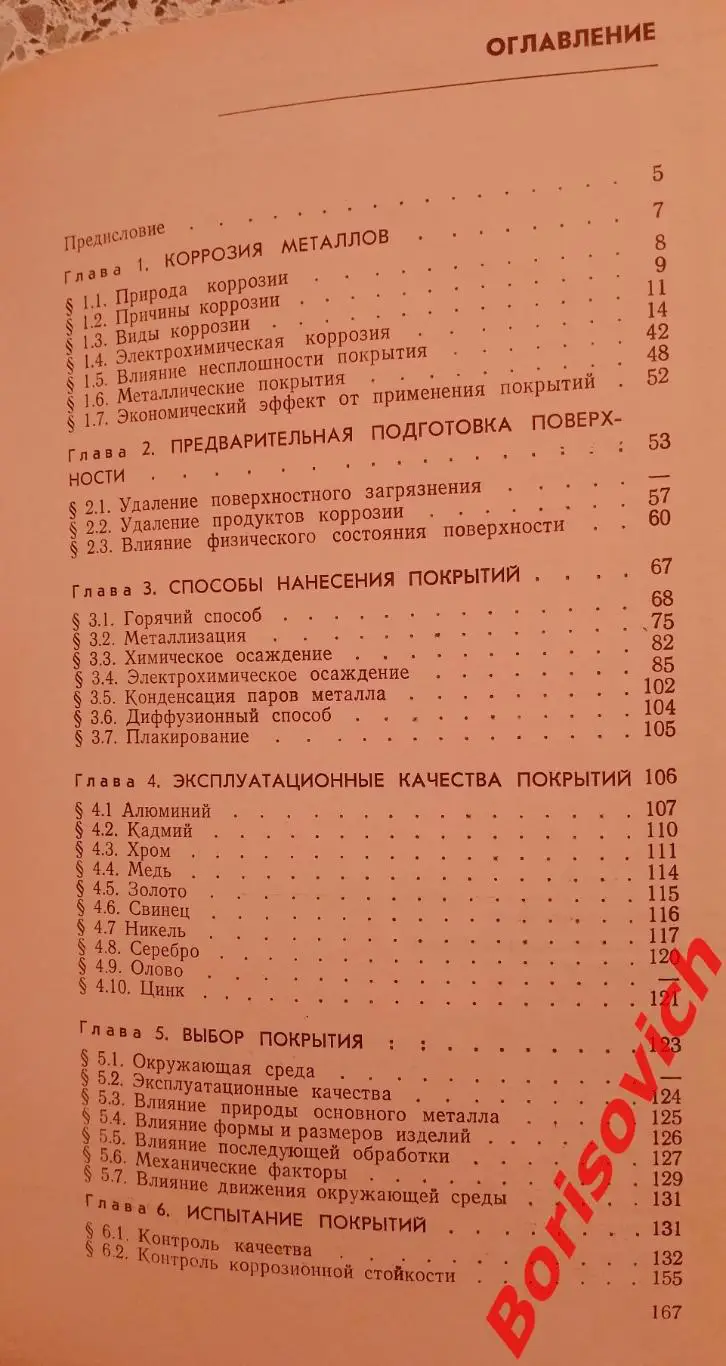 ОГЛАВЛЕНИЕ
Предисловие . . . . . . . . . . . . . . 5
Глава 1. КОРРОЗИЯ МЕТАЛЛОВ . . . . . . . 7
§ 1.1. Природа коррозии . . . . . . . . . . 8
§ 1.2. Причины коррозии . . . . . . . . . . 9
§ 1.3. Виды коррозии . . . . . . . . . . . 11
§ 1.4. Электрохимическая коррозия . . . . . . . 14
§ 1.5. Влияние несплошности покрытия . . . . . . 42
§ 1.6. Металлические покрытия . . . . . . . . 48
§ 1.7. Экономический эффект от применения покрытий . 52
Глава 2. ПРЕДВАРИТЕЛЬНАЯ ПОДГОТОВКА ПОВЕРХ-
НОСТИ . . . . . . . . . . . . . : . : 53
§ 2.1. Удаление поверхностного загрязнения . . . . . —
§ 2.2. Удаление продуктов коррозии . . . . . . . 57
§ 2.3. Влияние физического состояния поверхности . . 60
Глава 3. СПОСОБЫ НАНЕСЕНИЯ ПОКРЫТИЙ . . . . 67
§ 3.1. Горячий способ . . . . . . . . . . . 68
§ 3.2. Металлизация . . . . . . . . . . . 75
§ 3.3. Химическое осаждение . . . . . . . . . 82
§ 3.4. Электрохимическое осаждение . . . . . . . 85
§ 3.5. Конденсация паров металла . . . . . . . . 102
§ 3.6. Диффузионный способ . . . . . . . . . 104
§ 3.7. Плакирование . . . . . . . . . . . 105
Глава 4. ЭКСПЛУАТАЦИОННЫЕ КАЧЕСТВА ПОКРЫТИЙ 106
§ 4.1 Алюминий . . . . . . . . . . . . 107
§ 4.2. Кадмий . . . . . . . . . . . . . 110
§ 4.3. Хром . . . . . . . . . . . . . 111
§ 4.4. Медь . . . . . . . . . . . . . 114
§ 4.5. Золото . . . . . . . . . . . . . 115
§ 4.6. Свинец . . . . . . . . . . . . . 116
§ 4.7 Никель . . . . . . . . . . . . . 117
§ 4.8. Серебро . . . . . . . . . . . . . 120
§ 4.9. Олово . . . . . . . . . . . . . —
§ 4.10. Цинк . . . . . . . . . . . . . 121
Глава 5. ВЫБОР ПОКРЫТИЯ : : . . . . . . 123
§ 5.1. Окружающая среда . . . . . . . . . . —
§ 5.2. Эксплуатационные качества . . . . . . . 124
§ 5.3. Влияние природы основного металла . . . . . 125
§ 5.4. Влияние формы и размеров изделий . . . . . 126
§ 5.5. Влияние последующей обработки . . . . . . 127
§ 5.6. Механические факторы . . . . . . . . . 129
§ 5.7. Влияние движения окружающей среды . . . . . 131
Глава 6. ИСПЫТАНИЕ ПОКРЫТИЙ . . . . . . . 131
§ 6.1. Контроль качества . . . . . . . . . . 132
§ 6.2. Контроль коррозионной стойкости . . . . . . 155
167
Borisovich